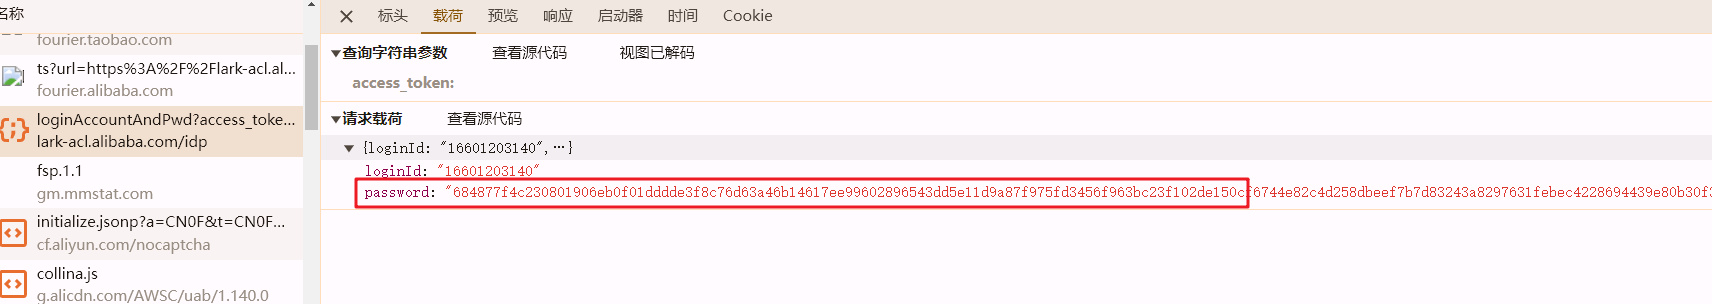 名称
fourier.taobao.com
ts?url=https%3A%2F%2Flark-acl.al...
fourier.alibaba.com
loginAccountAndPwd?access_toke...
lark-acl.alibaba.com/idp
fsp.1.1
gm.mmstat.com
initialize.jsonp?a=CN0F&t=CN0F...
cf.aliyun.com/nocaptcha
collina.js
g.alicdn.com/AWSC/uab/1.140.0
× 标头 载荷 预览 响应 启动器 时间 Cookie
▼查询字符串参数 查看源代码 视图已解码
access_token:
▼请求载荷 查看源代码
▼ {loginId: "16601203140",…}
loginId: "16601203140"
password: "684877f4c230801906eb0f01dddde3f8c76d63a46b14617ee99602896543dd5e11d9a87f975fd3456f963bc23f102de150cf6744e82c4d258dbeef7b7d83243a8297631febec4228694439e80b30f3